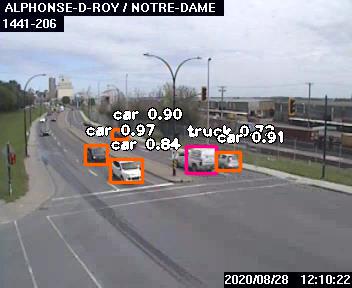 ALPHONSE-D-ROY / NOTRE-DAME
1441-206
car 0.90
car 0.97
truck 0.72
car 0.91
car 0.84
2020/08/28 12:10:22